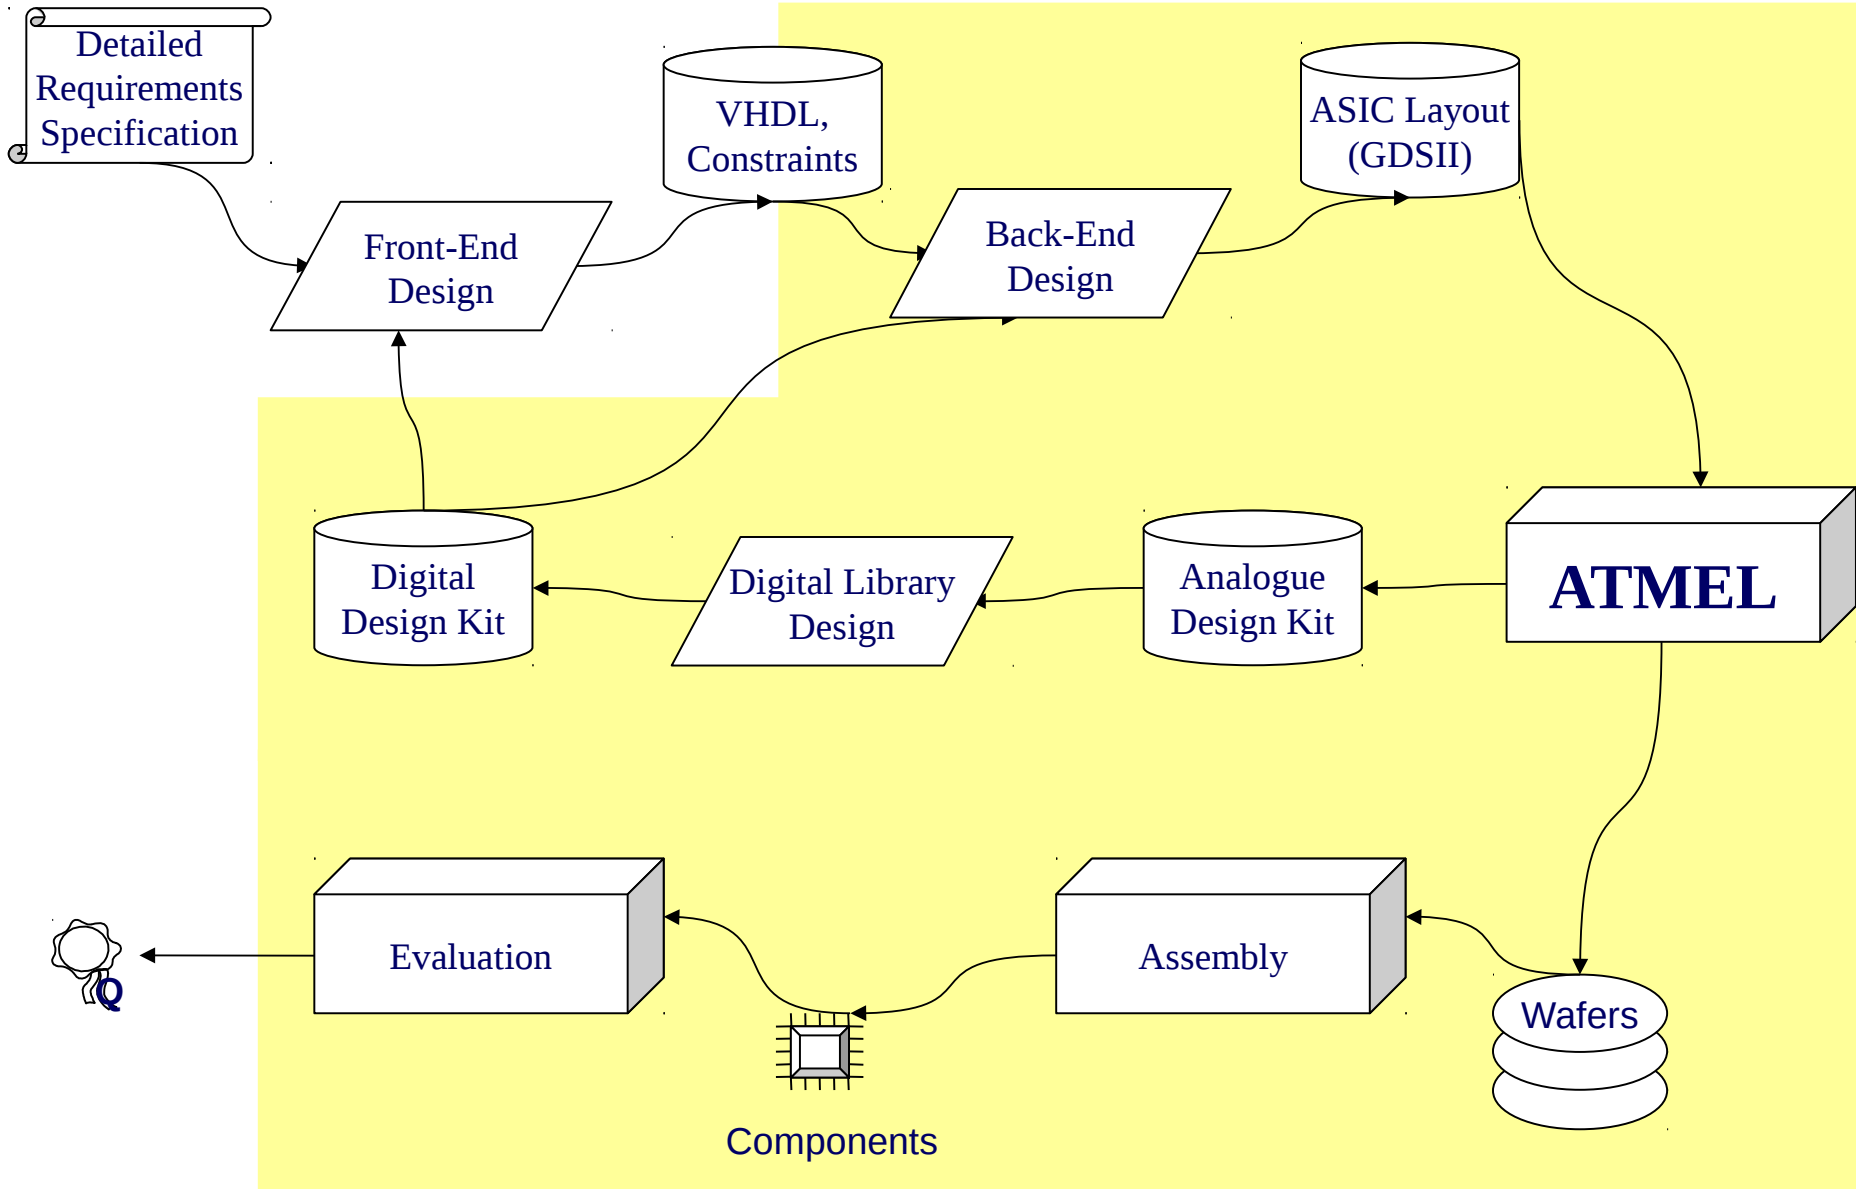 Detailed
Requirements
Specification
VHDL,
Constraints
ASIC Layout
(GDSII)
Front-End
Design
Back-End
Design
Digital
Design Kit
Digital Library
Design
Analogue
Design Kit
ATMEL
Evaluation
Assembly
Q
Wafers
Components